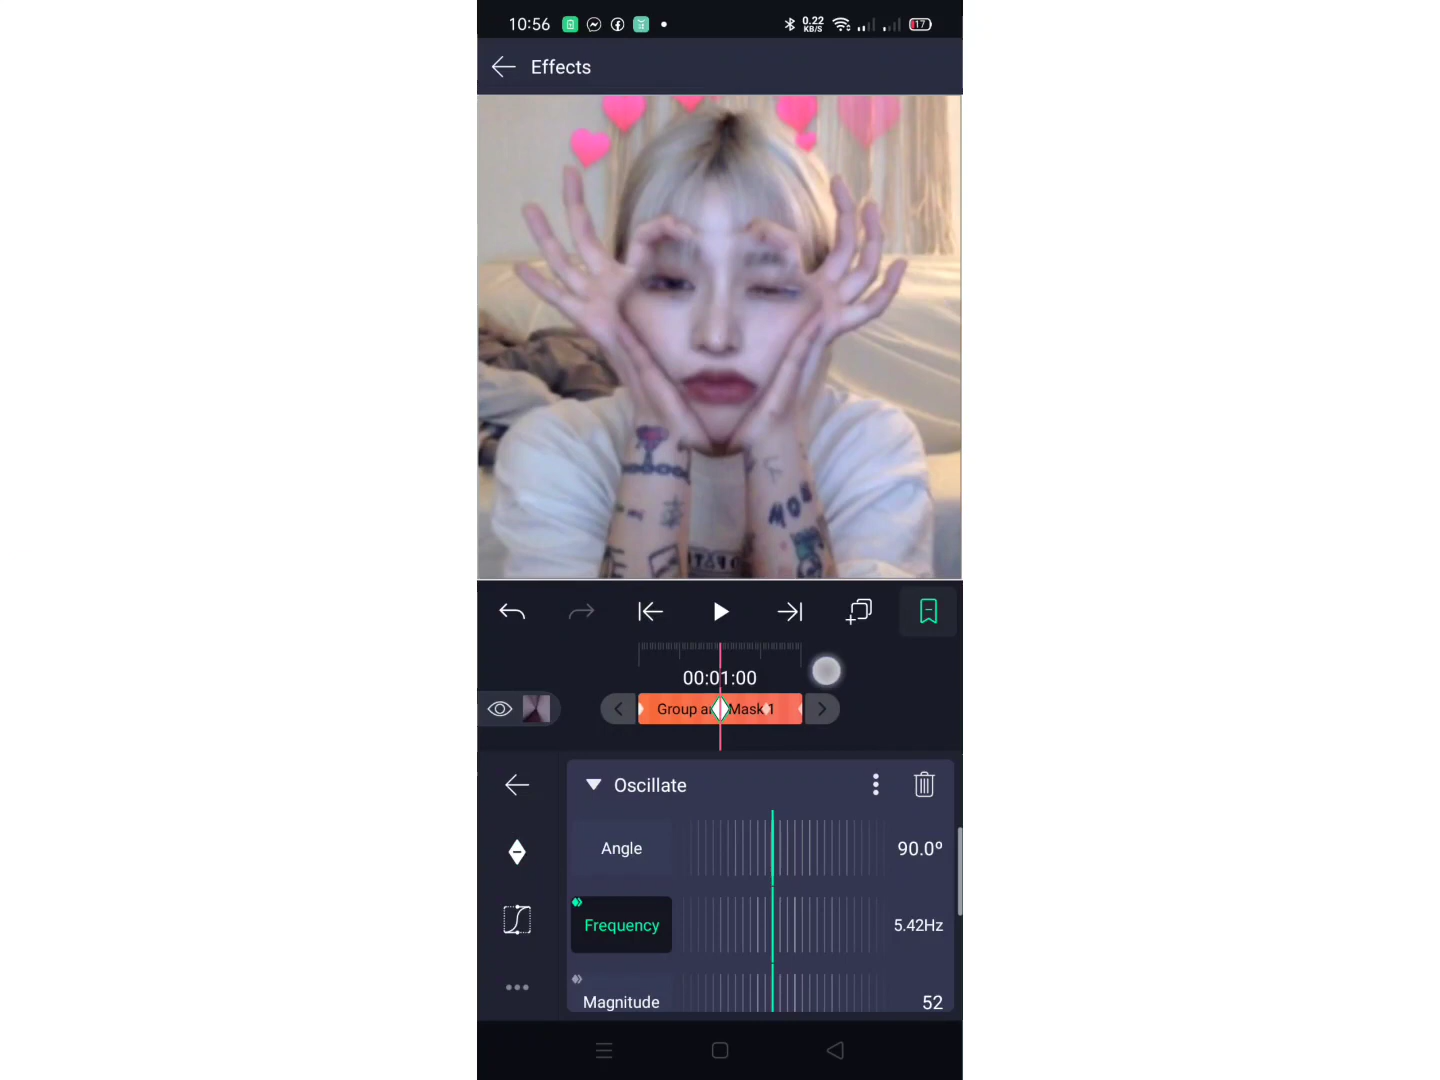 10:56
0.22
KB/S
17
Effects
00:01:00
Group a
Mask 1
Oscillate
Angle
90.0º
Frequency
5.42Hz
Magnitude
52